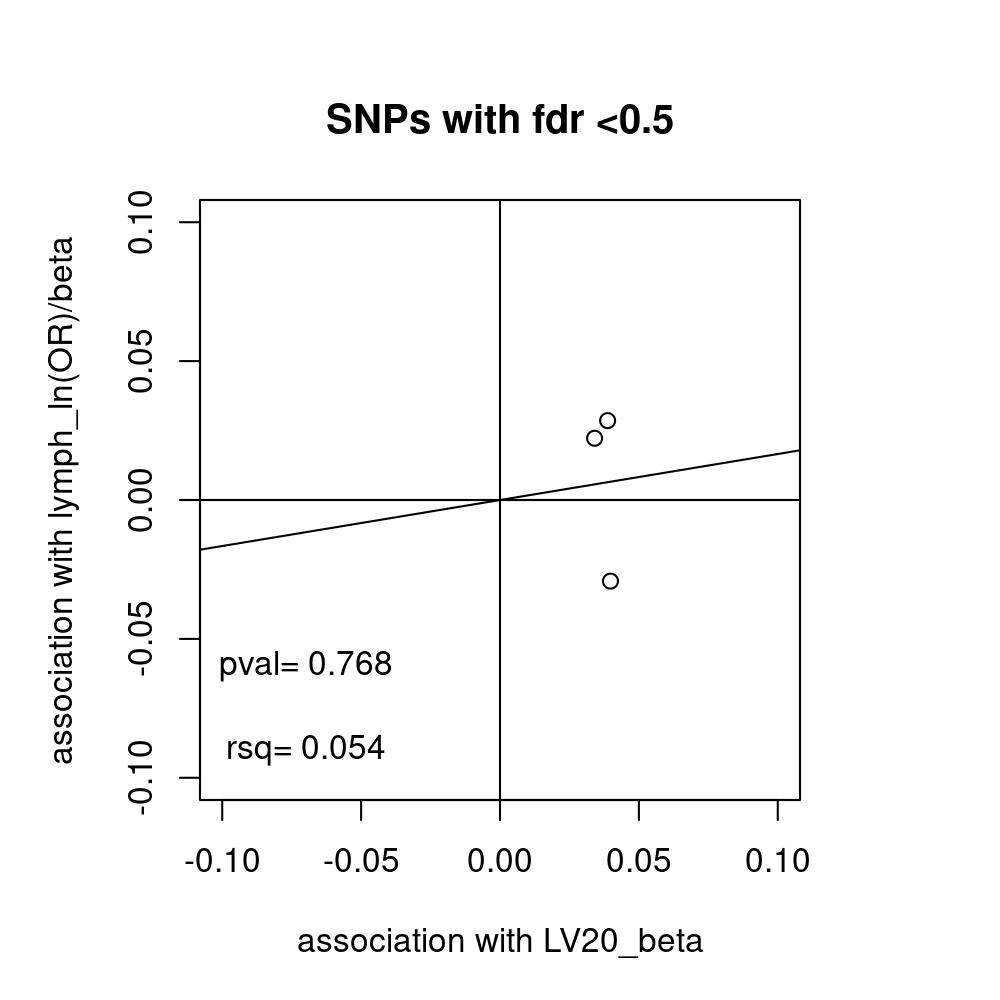 SNPs with fdr <0.5
association with lymph_ln(OR)/beta
0.10
0.05
0.00
-0.05
-0.10
pval= 0.768
rsq= 0.054
-0.10 -0.05 0.00 0.05 0.10
association with LV20_beta